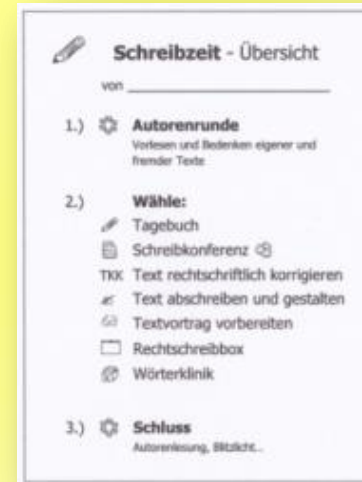 Schreibzeit - Übersicht
von
1.) Autorenrunde
Vorlesen und Bedenken eigener und
fremder Texte
2.) Wähle:
Tagebuch
Schreibkonferenz
TKK Text rechtschriftlich korrigieren
Text abschreiben und gestalten
Textvortrag vorbereiten
Rechtschreibbox
Wörterklinik
3.) Schluss
Autorenlesung, Blitzlicht...